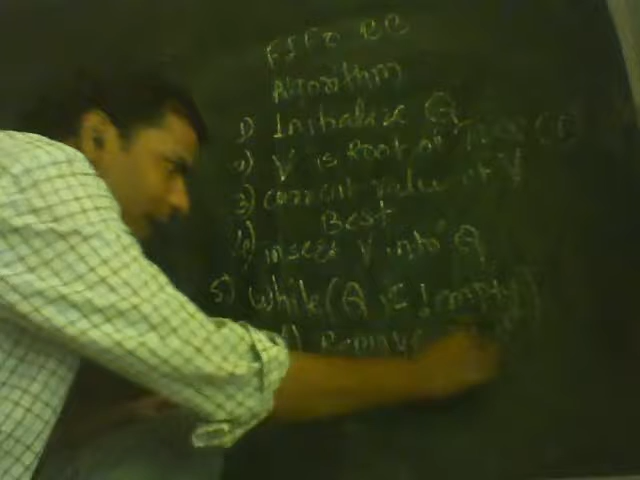 FIFO BB
Algorithm
1) Initialize Q
2) V is Root of Tree
3) current value of V
Best
4) insert V into Q
5) while (Q is !empty)
Remove